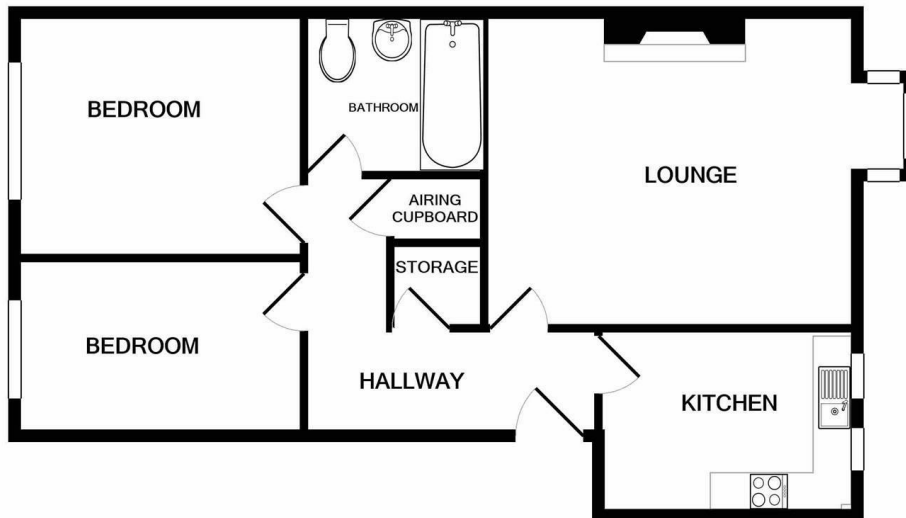 BEDROOM
BATHROOM
LOUNGE
AIRING
CUPBOARD
STORAGE
BEDROOM
HALLWAY
KITCHEN